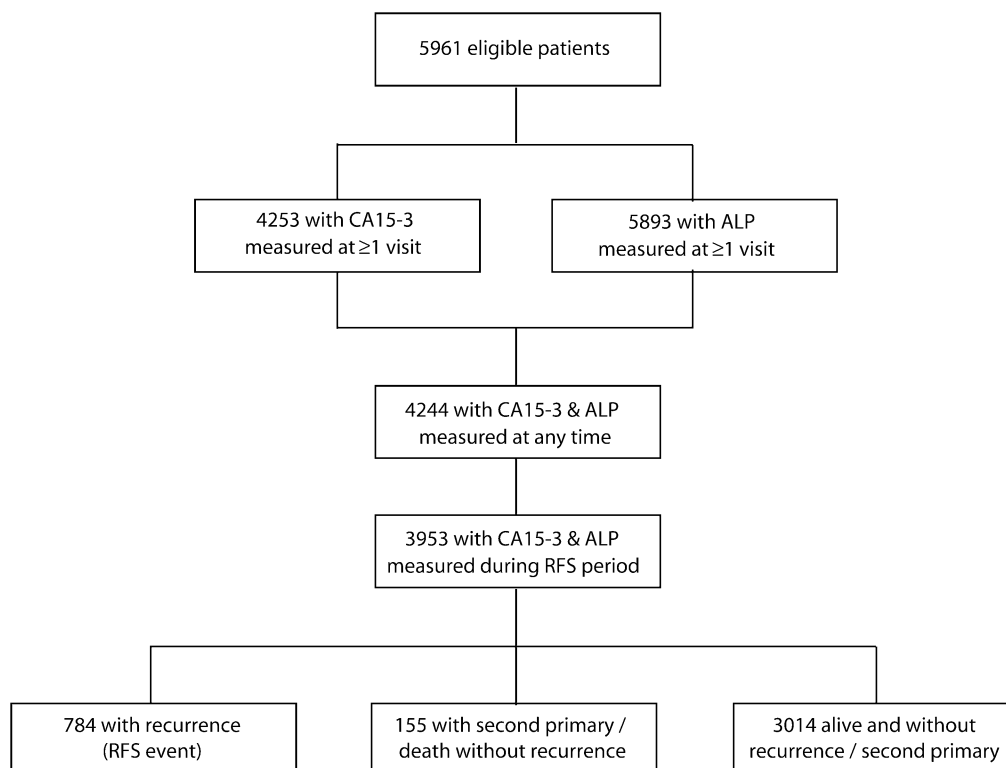 5961 eligible patients
4253 with CA15-3
measured at ≥1 visit
5893 with ALP
measured at ≥1 visit
4244 with CA15-3 & ALP
measured at any time
3953 with CA15-3 & ALP
measured during RFS period
784 with recurrence
(RFS event)
155 with second primary /
death without recurrence
3014 alive and without
recurrence / second primary